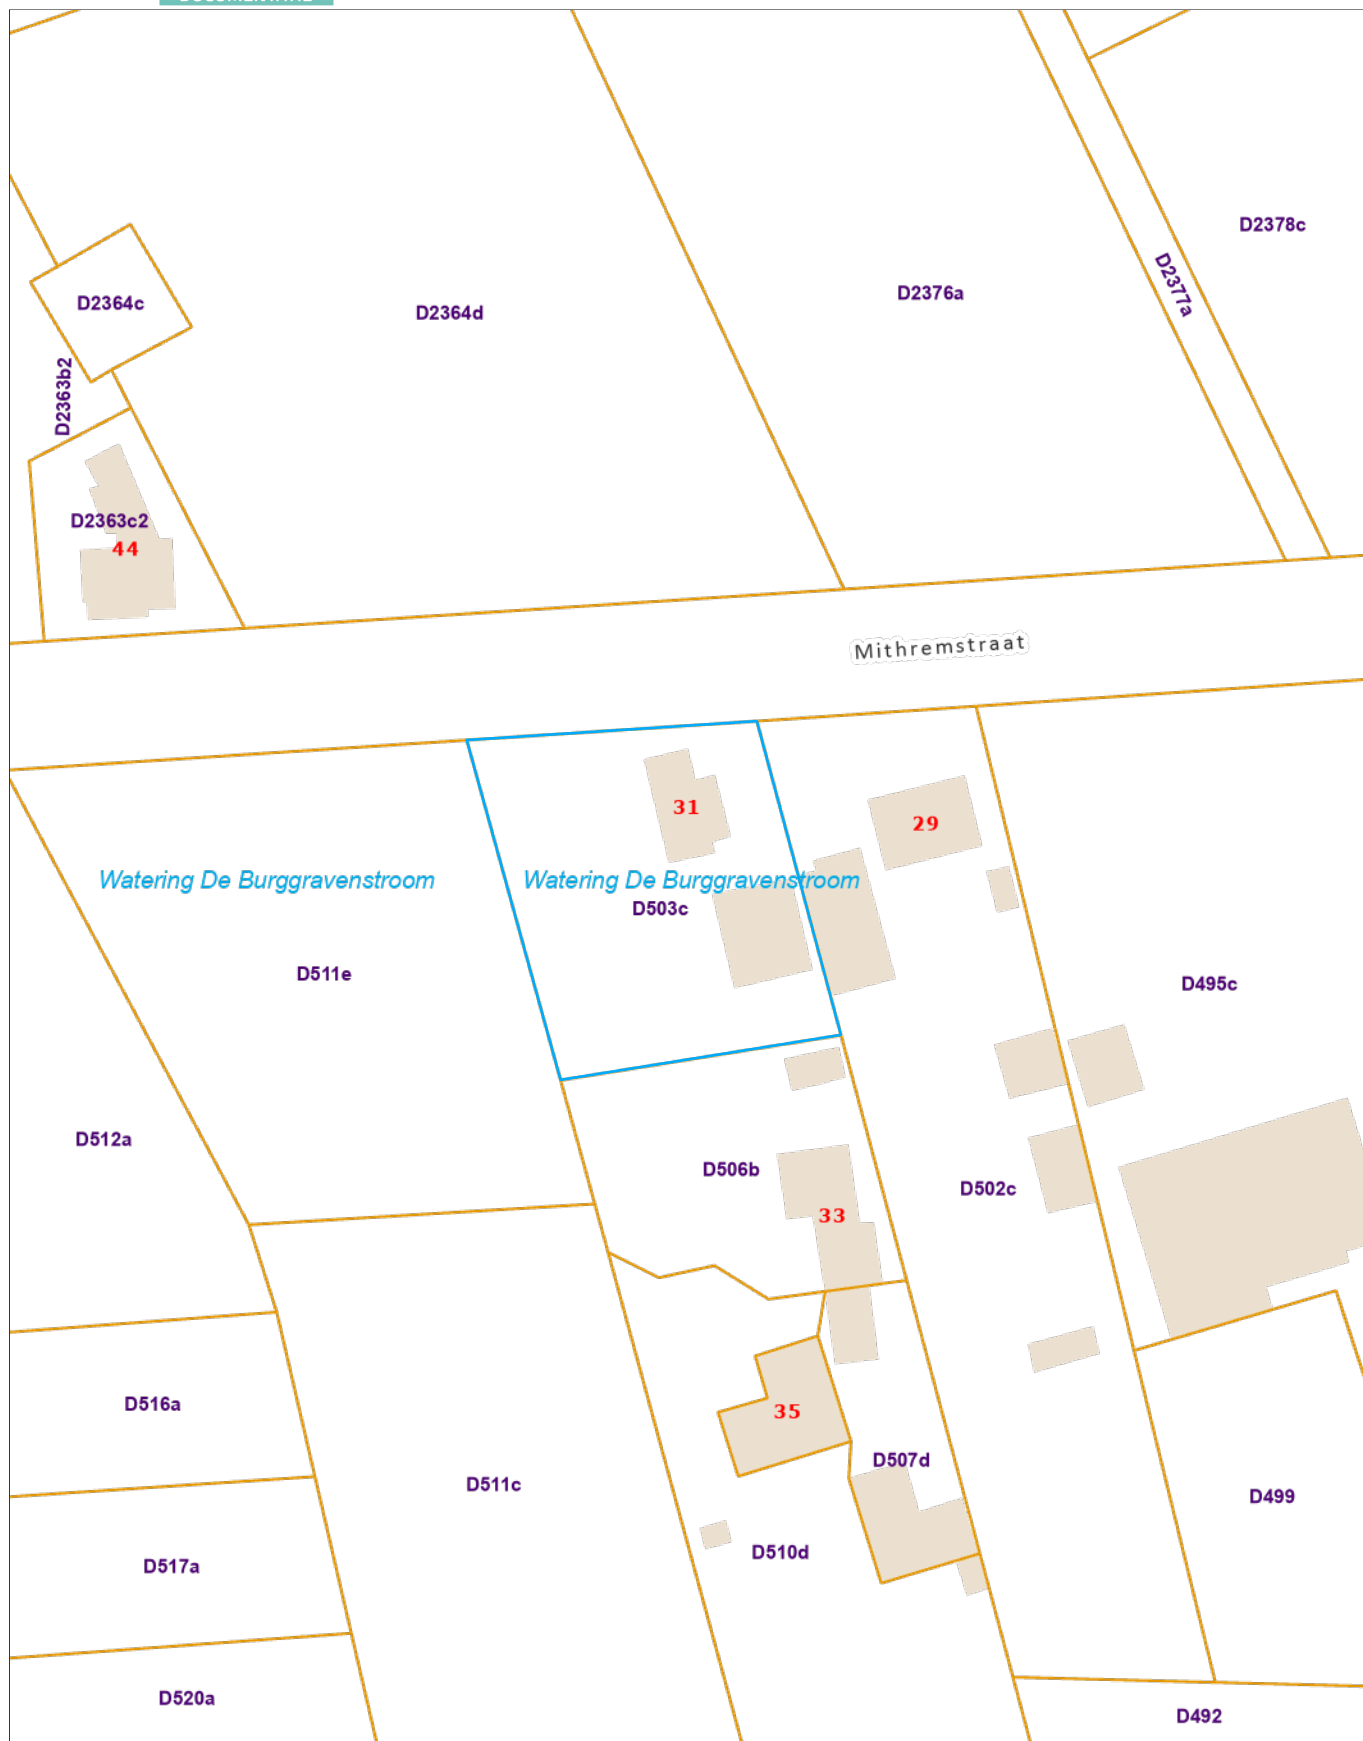 D2378c
D2377a
D2376a
D2364c
D2364d
D2363b2
D2363c2
44
Mithremstraat
31
29
Watering De Burggravenstroom
Watering De Burggravenstroom
D503c
D511e
D495c
D512a
D506b
D502c
33
D516a
35
D507d
D511c
D499
D510d
D517a
D520a
D492